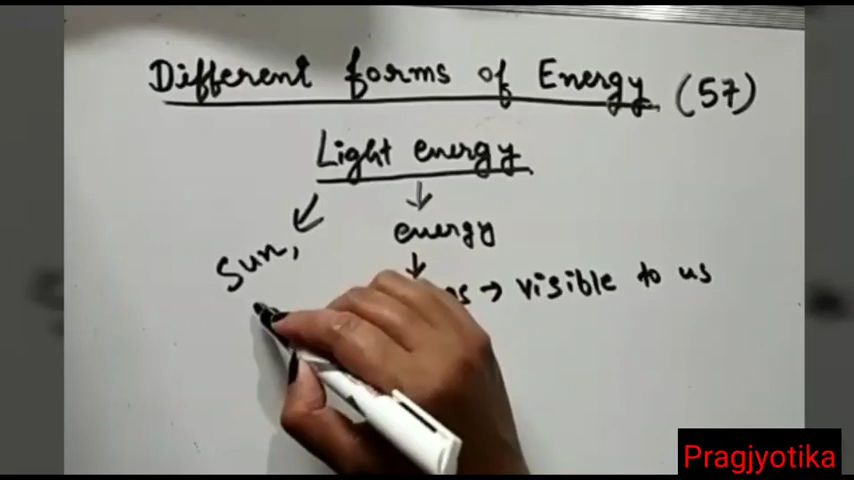 Different forms of Energy (57)
Light energy
Sun,
energy
→ visible to us
Pragjyotika